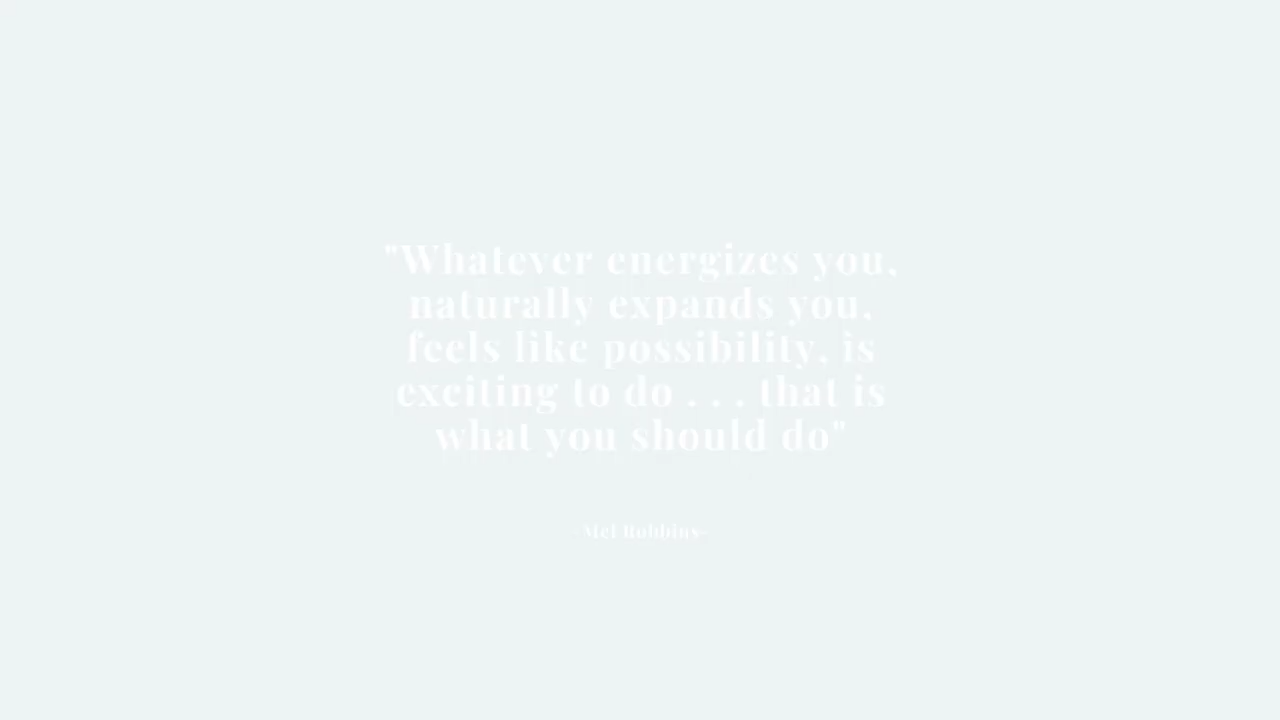 "Whatever energizes you,
naturally expands you,
feels like possibility, is
exciting to do . . . that is
what you should do"
-Mel Robbins-